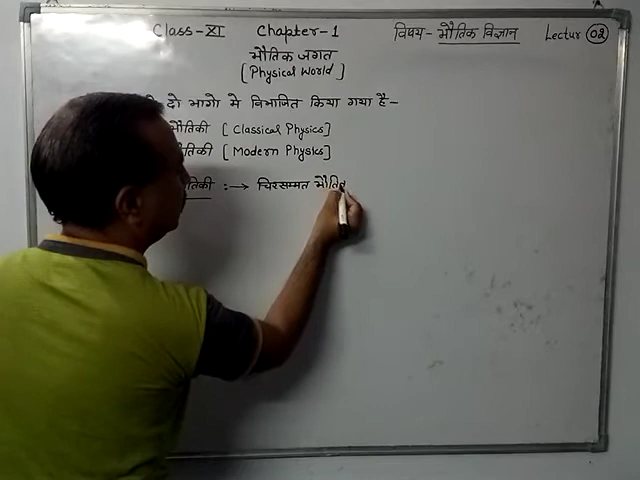 Class-XI Chapter-1 विषय- भौतिक विज्ञान Lectur 02
भौतिक जगत
[Physical World]
दो भागो मे विभाजित किया गया है-
[Classical Physics]
[Modern Physics]
:→ चिरसम्मत